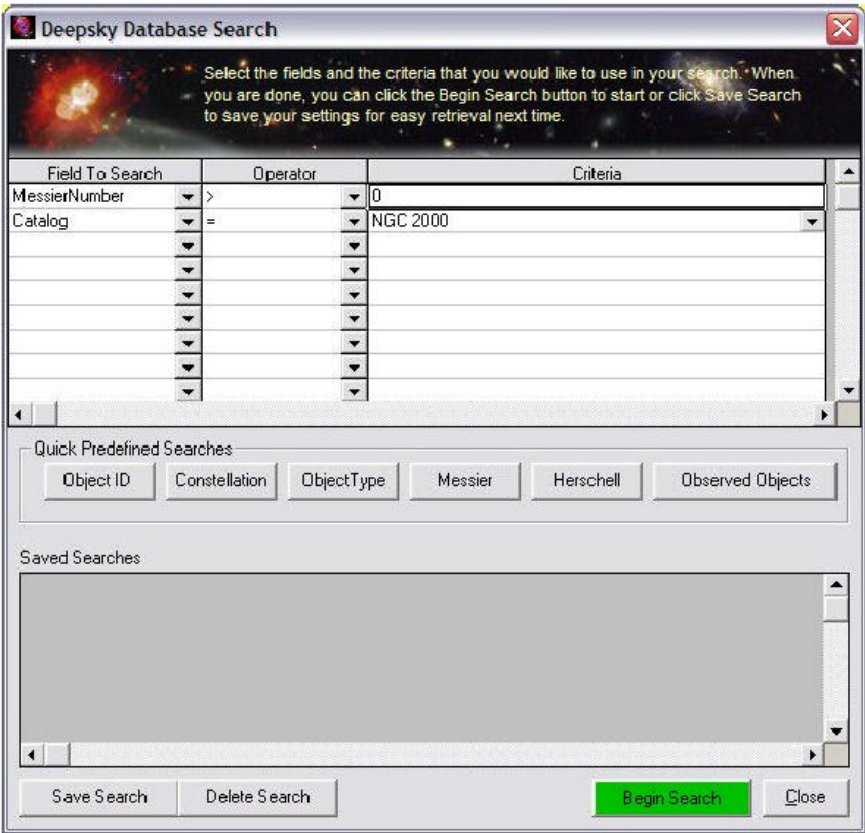 Deepsky Database Search
Select the fields and the criteria that you would like to use in your search. When
you are done, you can click the Begin Search button to start or click Save Search
to save your settings for easy retrieval next time.
Field To Search Operator Criteria
MessierNumber > 0
Catalog = NGC 2000
Quick Predefined Searches
Object ID Constellation ObjectType Messier Herschell Observed Objects
Saved Searches
Save Search Delete Search Begin Search Close